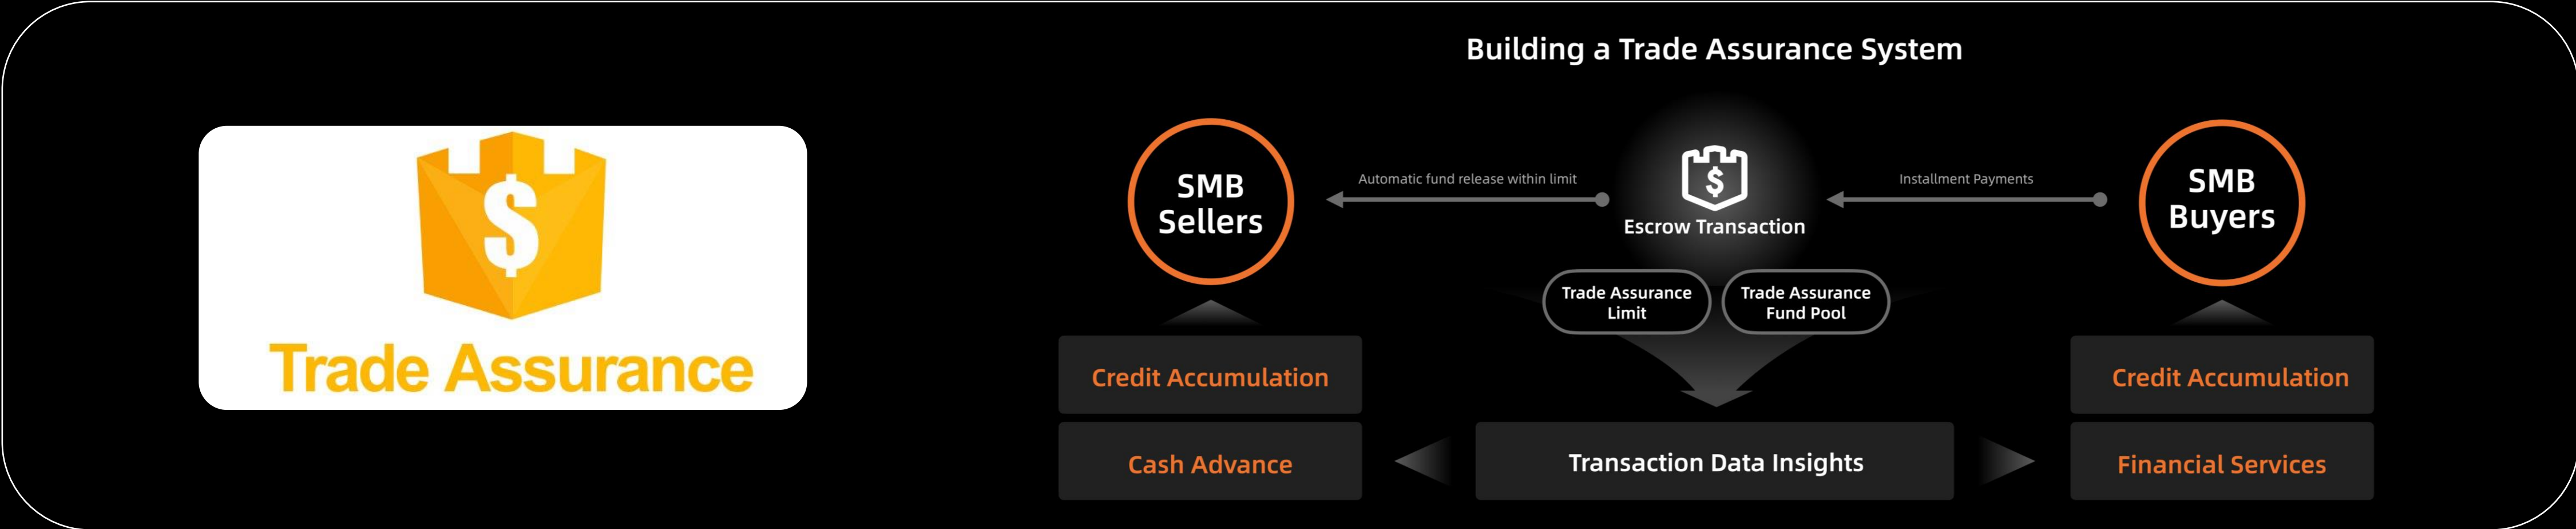 Trade Assurance
Building a Trade Assurance System
SMB
Sellers
Automatic fund release within limit
$
Escrow Transaction
Installment Payments
SMB
Buyers
Trade Assurance
Limit
Trade Assurance
Fund Pool
Credit Accumulation
Cash Advance
Transaction Data Insights
Credit Accumulation
Financial Services